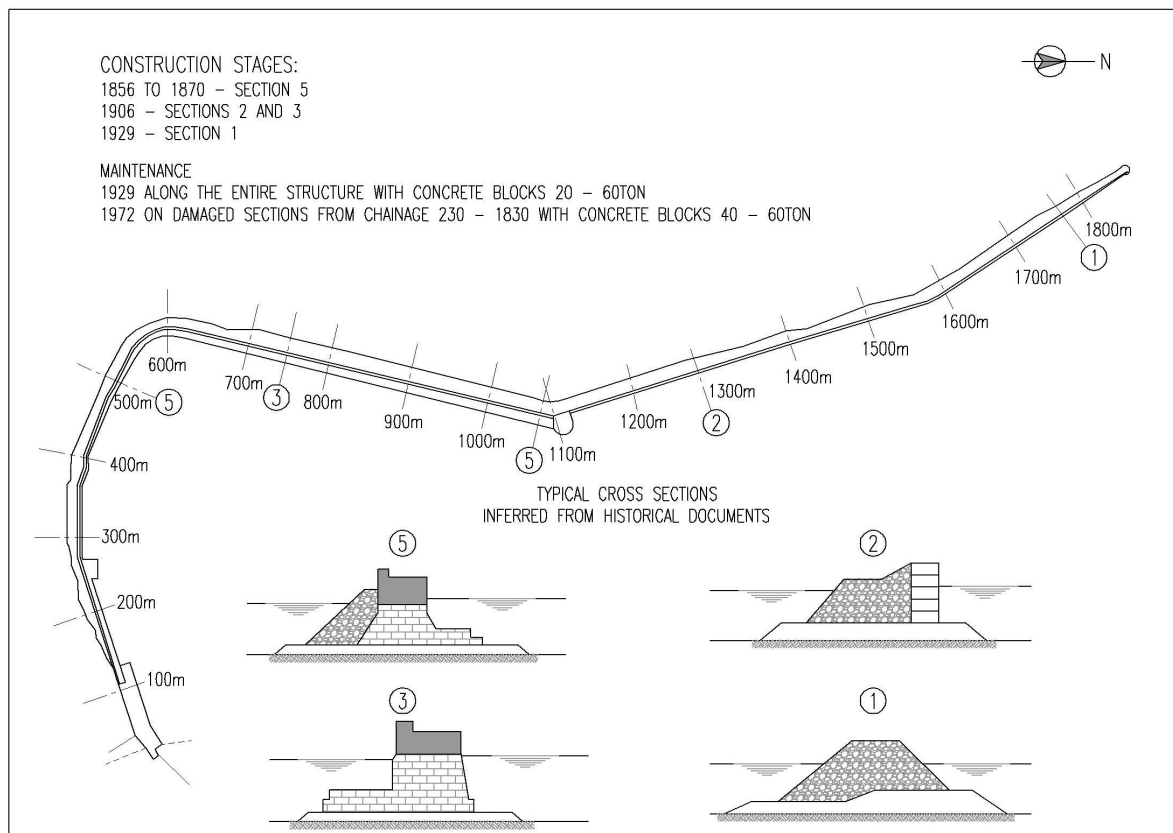 CONSTRUCTION STAGES:
1856 TO 1870 – SECTION 5
1906 – SECTIONS 2 AND 3
1929 – SECTION 1
MAINTENANCE
1929 ALONG THE ENTIRE STRUCTURE WITH CONCRETE BLOCKS 20 – 60TON
1972 ON DAMAGED SECTIONS FROM CHAINAGE 230 – 1830 WITH CONCRETE BLOCKS 40 – 60TON
N
1800m
1
1700m
1600m
1500m
1400m
1300m
2
1200m
1100m
5
1000m
900m
800m
3
700m
600m
500m
5
400m
300m
200m
100m
TYPICAL CROSS SECTIONS
INFERRED FROM HISTORICAL DOCUMENTS
5
2
3
1